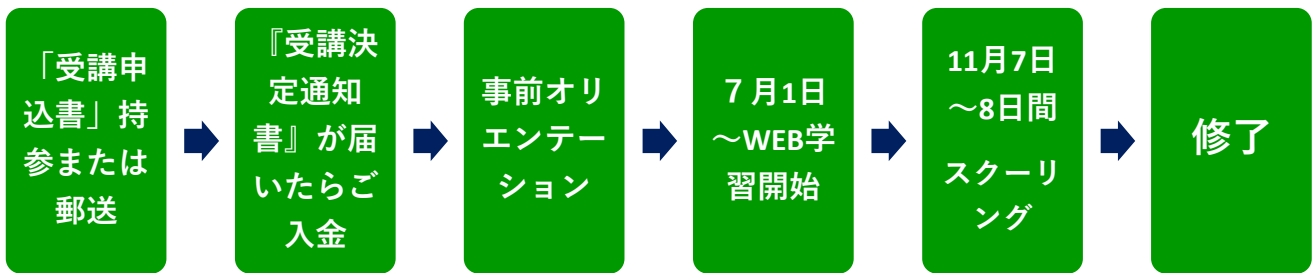 「受講申
込書」持
参または
郵送
『受講決
定通知
書』が届
いたらご
入金
事前オリ
エンテー
ション
７月1日
～WEB学
習開始
11月7日
～8日間
スクーリ
ング
修了